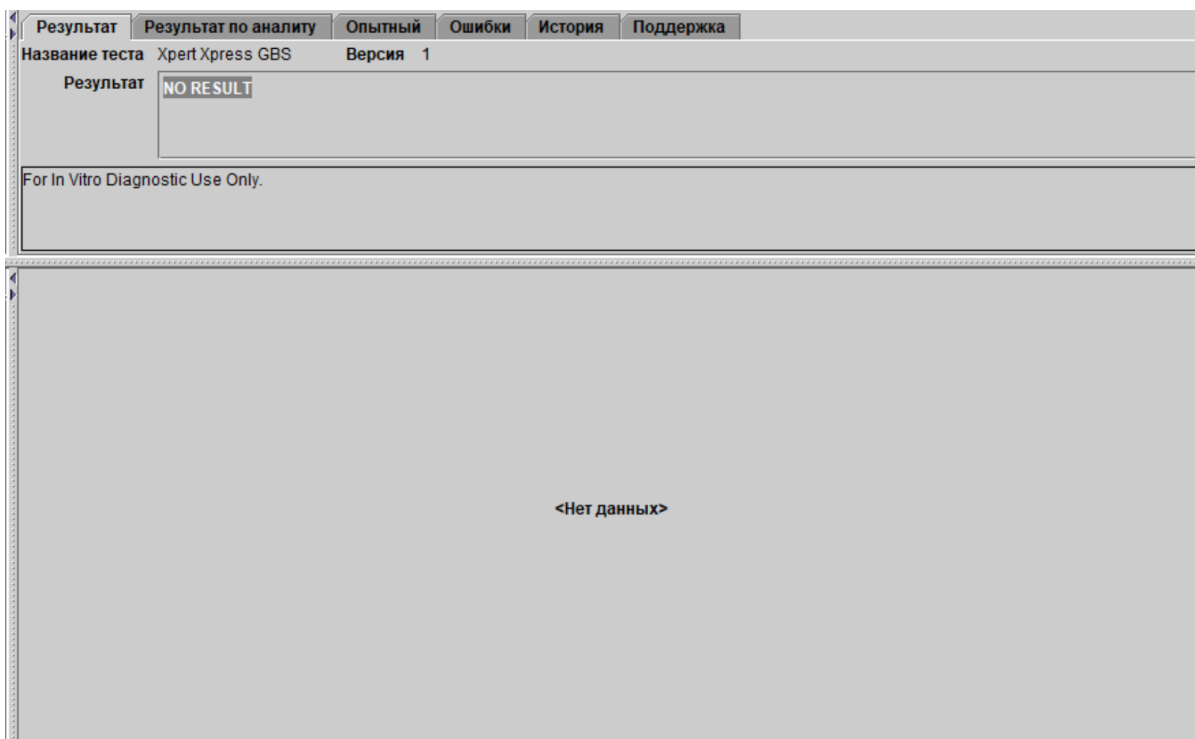 Результат Результат по аналиту Опытный Ошибки История Поддержка
Название теста Xpert Xpress GBS Версия 1
Результат NO RESULT
For In Vitro Diagnostic Use Only.
<Нет данных>